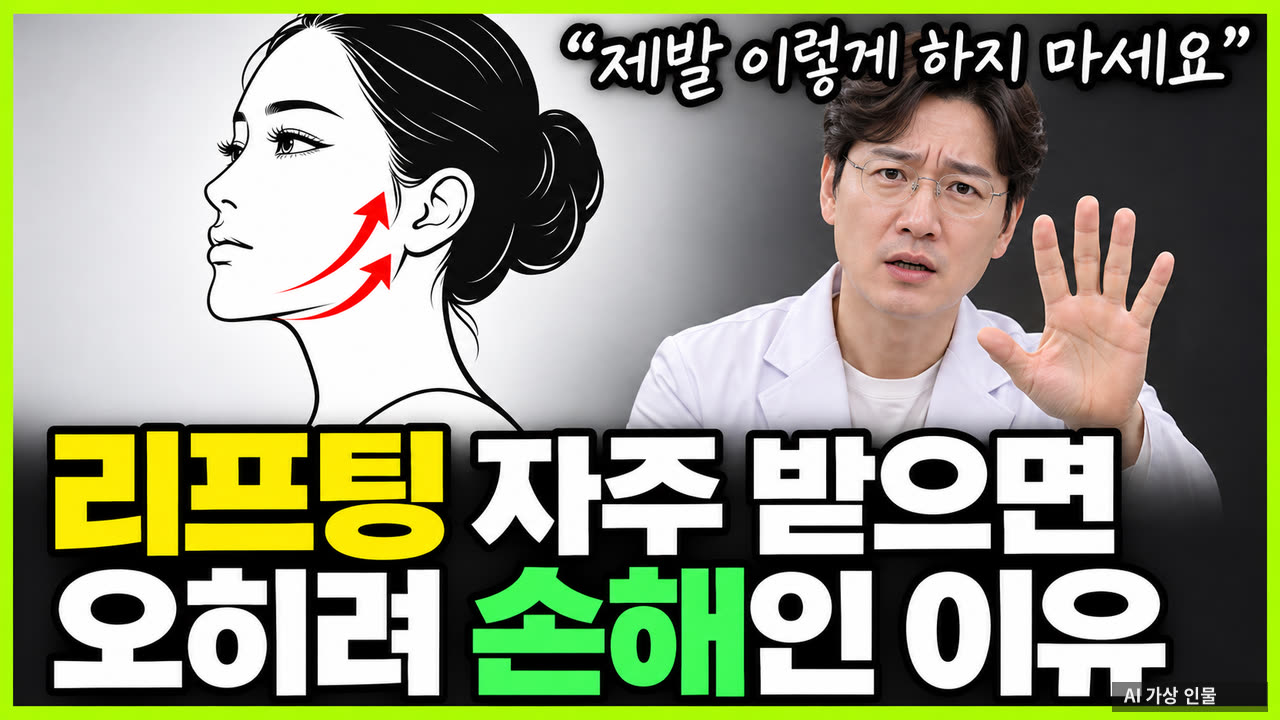 “제발 이렇게 하지 마세요”
리프팅 자주 받으면
오히려 손해인 이유
AI 가상 인물